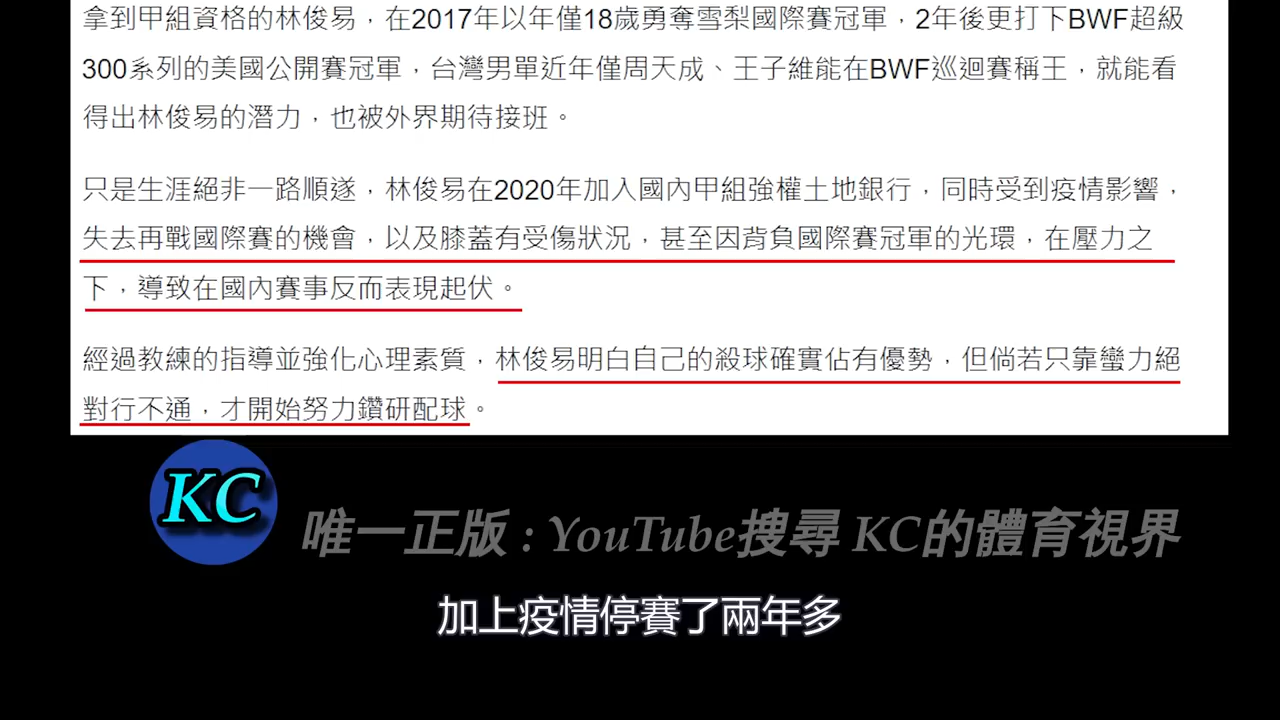 拿到甲組資格的林俊易，在2017年以年僅18歲勇奪雪梨國際賽冠軍，2年後更打下BWF超級
300系列的美國公開賽冠軍，台灣男單近年僅周天成、王子維能在BWF巡迴賽稱王，就能看
得出林俊易的潛力，也被外界期待接班。
只是生涯絕非一路順遂，林俊易在2020年加入國內甲組強權土地銀行，同時受到疫情影響，
失去再戰國際賽的機會，以及膝蓋有受傷狀況，甚至因背負國際賽冠軍的光環，在壓力之
下，導致在國內賽事反而表現起伏。
經過教練的指導並強化心理素質，林俊易明白自己的殺球確實佔有優勢，但倘若只靠蠻力絕
對行不通，才開始努力鑽研配球。
KC
唯一正版 : YouTube搜尋 KC的體育視界
加上疫情停賽了兩年多